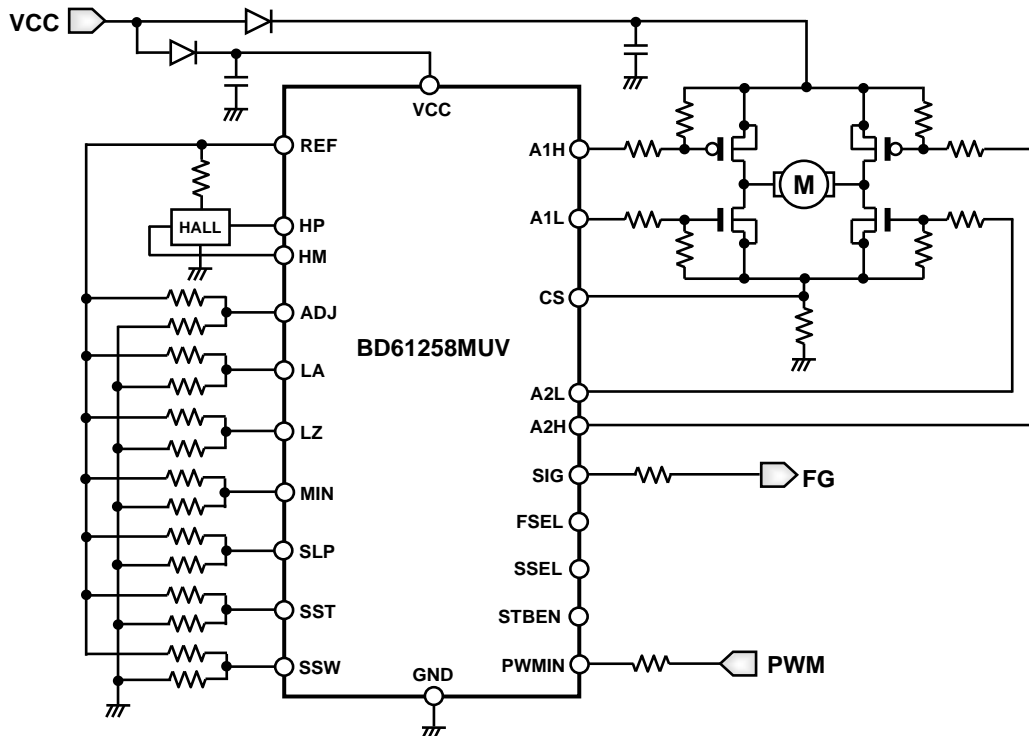 VCC
VCC
REF
A1H
M
HALL
HP
A1L
HM
CS
ADJ
BD61258MUV
LA
A2L
LZ
A2H
SIG
FG
MIN
FSEL
SLP
SSEL
SST
STBEN
SSW
GND
PWMIN
PWM